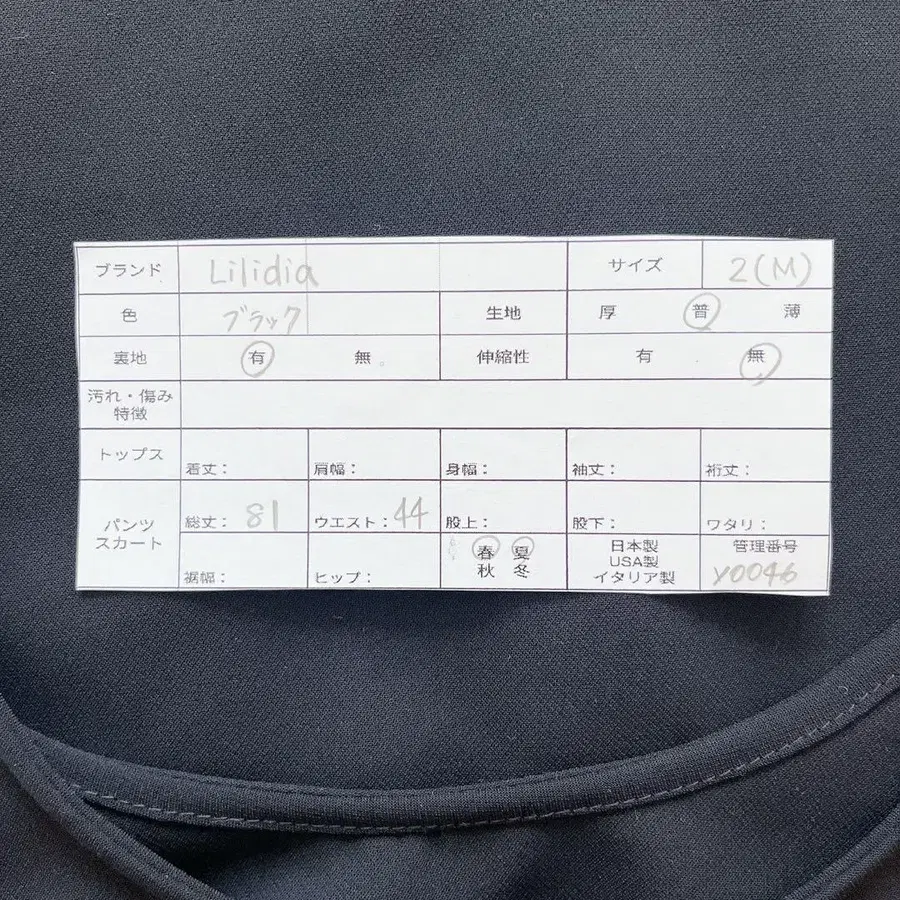 ブランド Lilidia サイズ 2(M)
色 ブラック 生地 厚 普 薄
裏地 有 無 伸縮性 有 無
汚れ・傷み
特徴
トップス 着丈: 肩幅: 身幅: 袖丈: 裄丈:
パンツ
スカート
総丈: 81 ウエスト: 44 股上: 股下: ワタリ:
裾幅: ヒップ:
春 夏
秋 冬
日本製
USA製
イタリア製
管理番号
Y0046